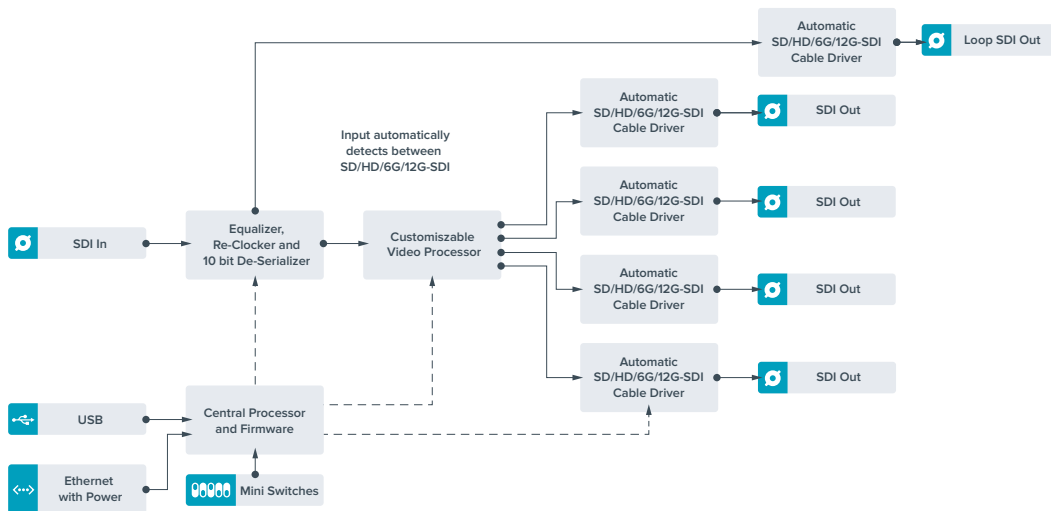 Automatic
SD/HD/6G/12G-SDI
Cable Driver
Loop SDI Out
Automatic
SD/HD/6G/12G-SDI
Cable Driver
SDI Out
Input automatically
detects between
SD/HD/6G/12G-SDI
Automatic
SD/HD/6G/12G-SDI
Cable Driver
SDI Out
SDI In
Equalizer,
Re-Clocker and
10 bit De-Serializer
Customiszable
Video Processor
Automatic
SD/HD/6G/12G-SDI
Cable Driver
SDI Out
Automatic
SD/HD/6G/12G-SDI
Cable Driver
SDI Out
USB
Central Processor
and Firmware
Ethernet
with Power
Mini Switches